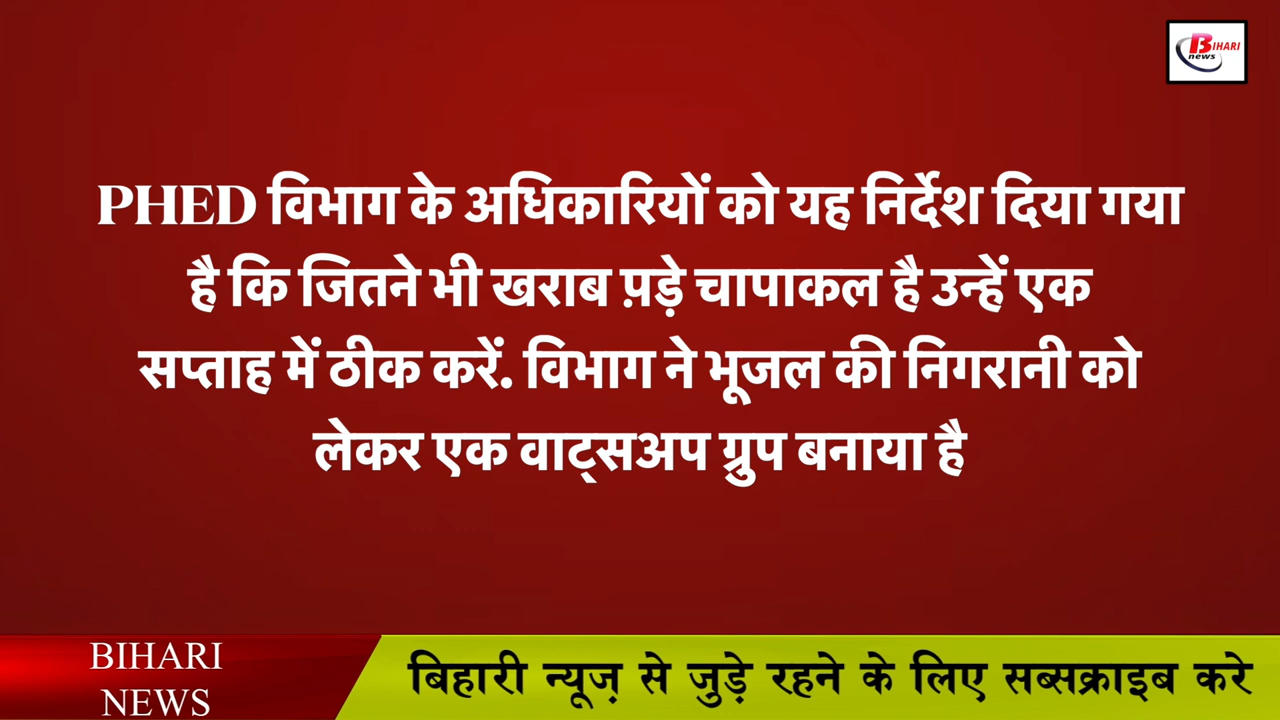 BIHARI
news
PHED विभाग के अधिकारियों को यह निर्देश दिया गया
है कि जितने भी खराब प़ड़े चापाकल है उन्हें एक
सप्ताह में ठीक करें. विभाग ने भूजल की निगरानी को
लेकर एक वाट्सअप ग्रुप बनाया है
BIHARI
NEWS
बिहारी न्यूज़ से जुड़े रहने के लिए सब्सक्राइब करे